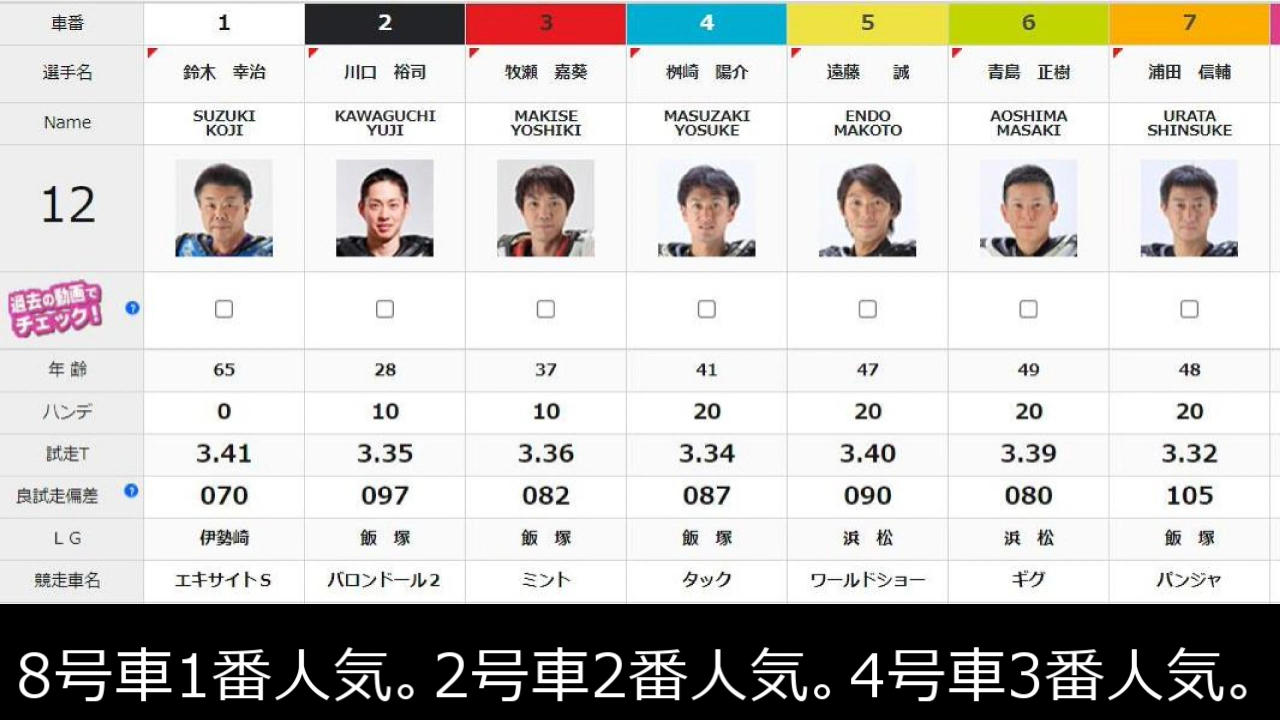 車番 1 2 3 4 5 6 7
選手名 鈴木 幸治 川口 裕司 牧瀬 嘉葵 桝崎 陽介 遠藤 誠 青島 正樹 浦田 信輔
Name SUZUKI KOJI KAWAGUCHI YUJI MAKISE YOSHIKI MASUZAKI YOSUKE ENDO MAKOTO AOSHIMA MASAKI URATA SHINSUKE
12
過去の動画で
チェック! ?
年 齢 65 28 37 41 47 49 48
ハンデ 0 10 10 20 20 20 20
試走T 3.41 3.35 3.36 3.34 3.40 3.39 3.32
良試走偏差 ? 070 097 082 087 090 080 105
L G 伊勢崎 飯 塚 飯 塚 飯 塚 浜 松 浜 松 飯 塚
競走車名 エキサイトS バロンドール2 ミント タック ワールドショー ギグ パンジャ
8号車1番人気。2号車2番人気。4号車3番人気。